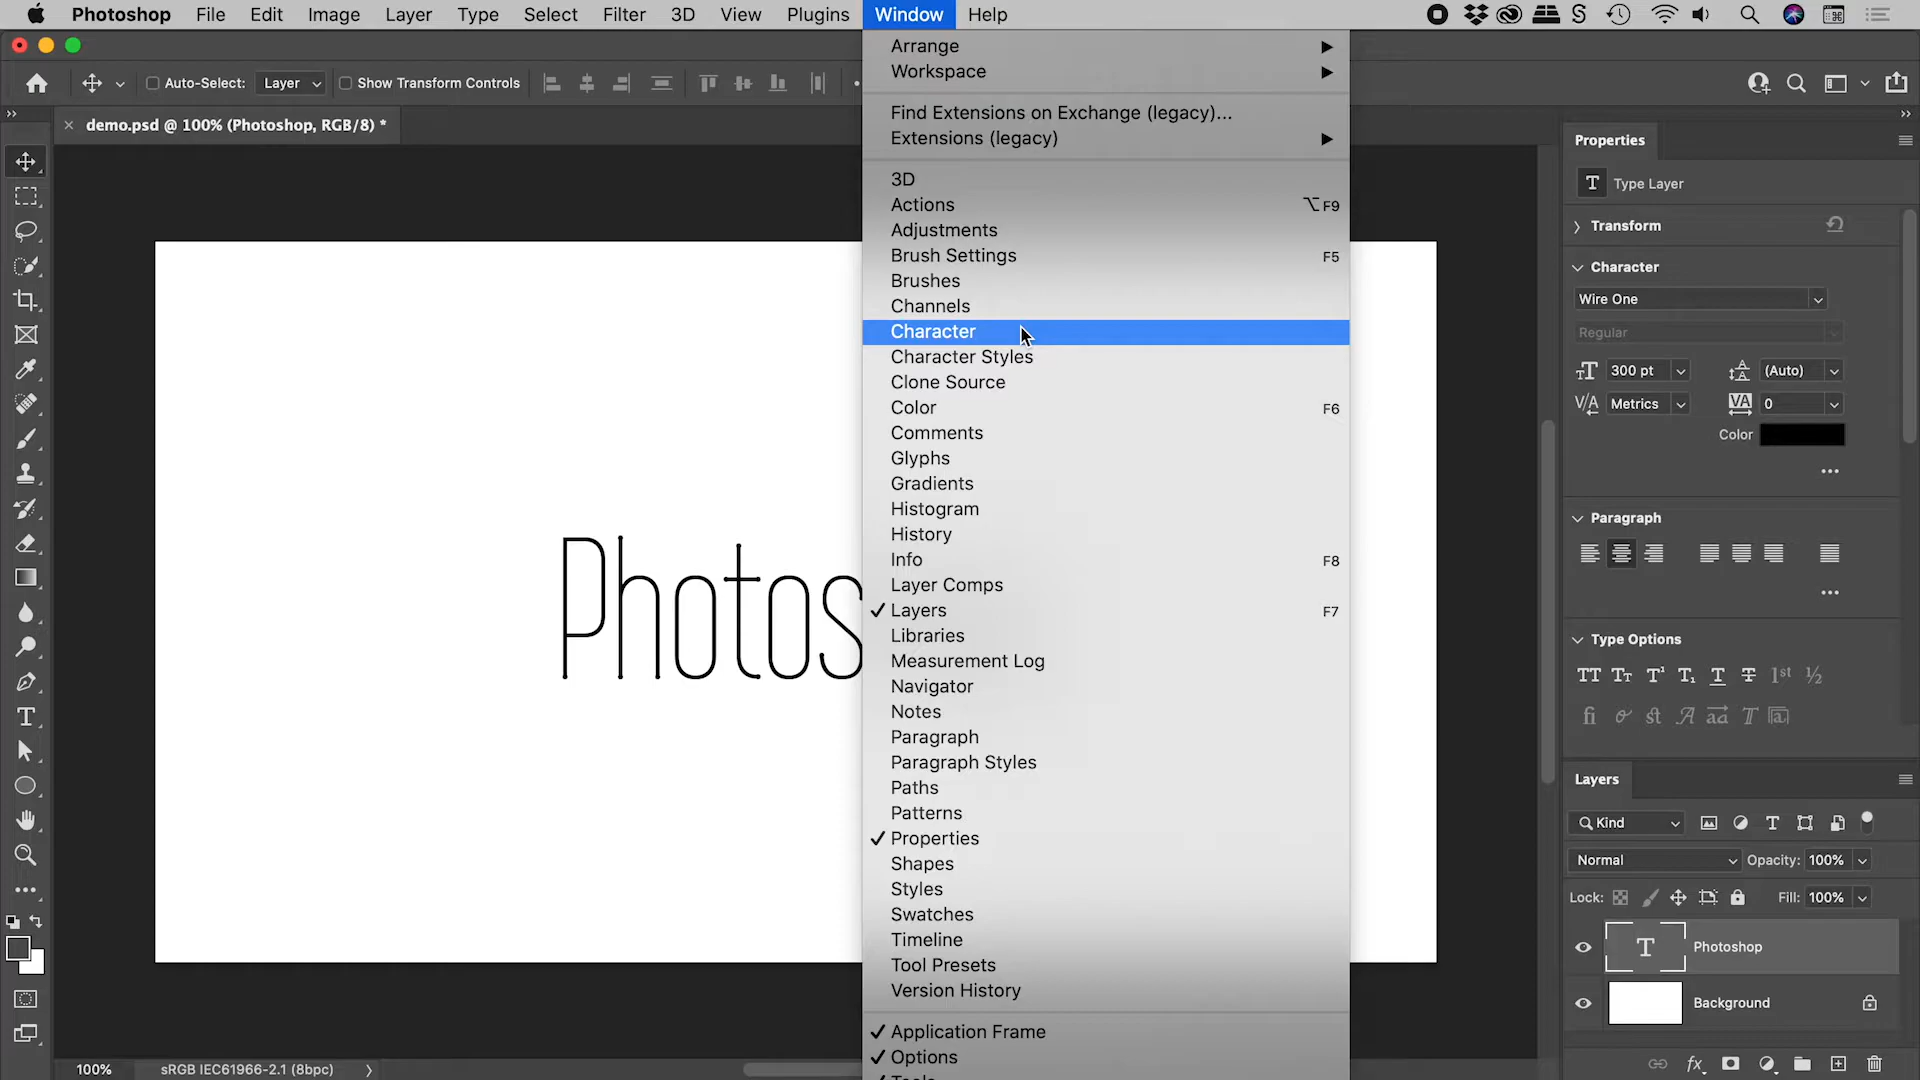 Photoshop File Edit Image Layer Type Select Filter 3D View Plugins Window Help
Auto-Select: Layer Show Transform Controls
demo.psd @ 100% (Photoshop, RGB/8) *
Photos
Arrange
Workspace
Find Extensions on Exchange (legacy)...
Extensions (legacy)
3D
Actions ⌥F9
Adjustments
Brush Settings F5
Brushes
Channels
Character
Character Styles
Clone Source
Color F6
Comments
Glyphs
Gradients
Histogram
History
Info F8
Layer Comps
✓ Layers F7
Libraries
Measurement Log
Navigator
Notes
Paragraph
Paragraph Styles
Paths
Patterns
✓ Properties
Shapes
Styles
Swatches
Timeline
Tool Presets
Version History
✓ Application Frame
✓ Options
Properties
T Type Layer
Transform
Character
Wire One
Regular
300 pt (Auto)
Metrics 0
Color
Paragraph
Type Options
TT Tт T¹ T₁ T T 1st ½
fi st A aa T
Layers
Kind
Normal Opacity: 100%
Lock: Fill: 100%
T Photoshop
Background
fx
100% sRGB IEC61966-2.1 (8bpc)